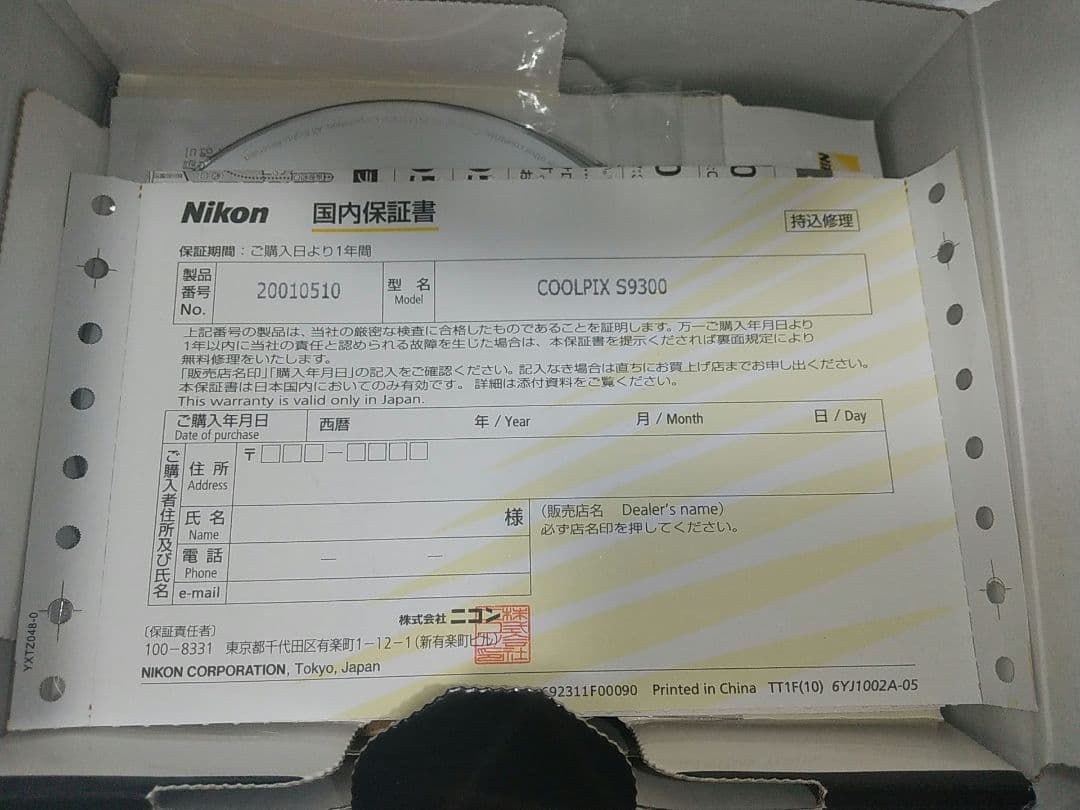 Nikon 国内保証書 持込修理
保証期間：ご購入日より1年間
製品番号 No. 20010510 型名 Model COOLPIX S9300
上記番号の製品は、当社の厳密な検査に合格したものであることを証明します。万一ご購入年月日より
1年以内に当社の責任と認められる故障を生じた場合は、本保証書を提示くだされば裏面規定により
無料修理をいたします。
「販売店名印」「購入年月日」の記入をご確認ください。記入なき場合は直ちにお買上げ店までお申し出ください。
本保証書は日本国内においてのみ有効です。 詳細は添付資料をご覧ください。
This warranty is valid only in Japan.
ご購入年月日 西暦 年 / Year 月 / Month 日 / Day
Date of purchase
ご購入者住所及び氏名
住所 〒 −
Address
氏名 様
Name
電話 — —
Phone
e-mail
(販売店名 Dealer's name)
必ず店名印を押してください。
株式会社 ニコン
〔保証責任者〕
100−8331 東京都千代田区有楽町1−12−1(新有楽町ビル)
NIKON CORPORATION, Tokyo, Japan
92311F00090 Printed in China TT1F(10) 6YJ1002A-05
YXTZ048-0